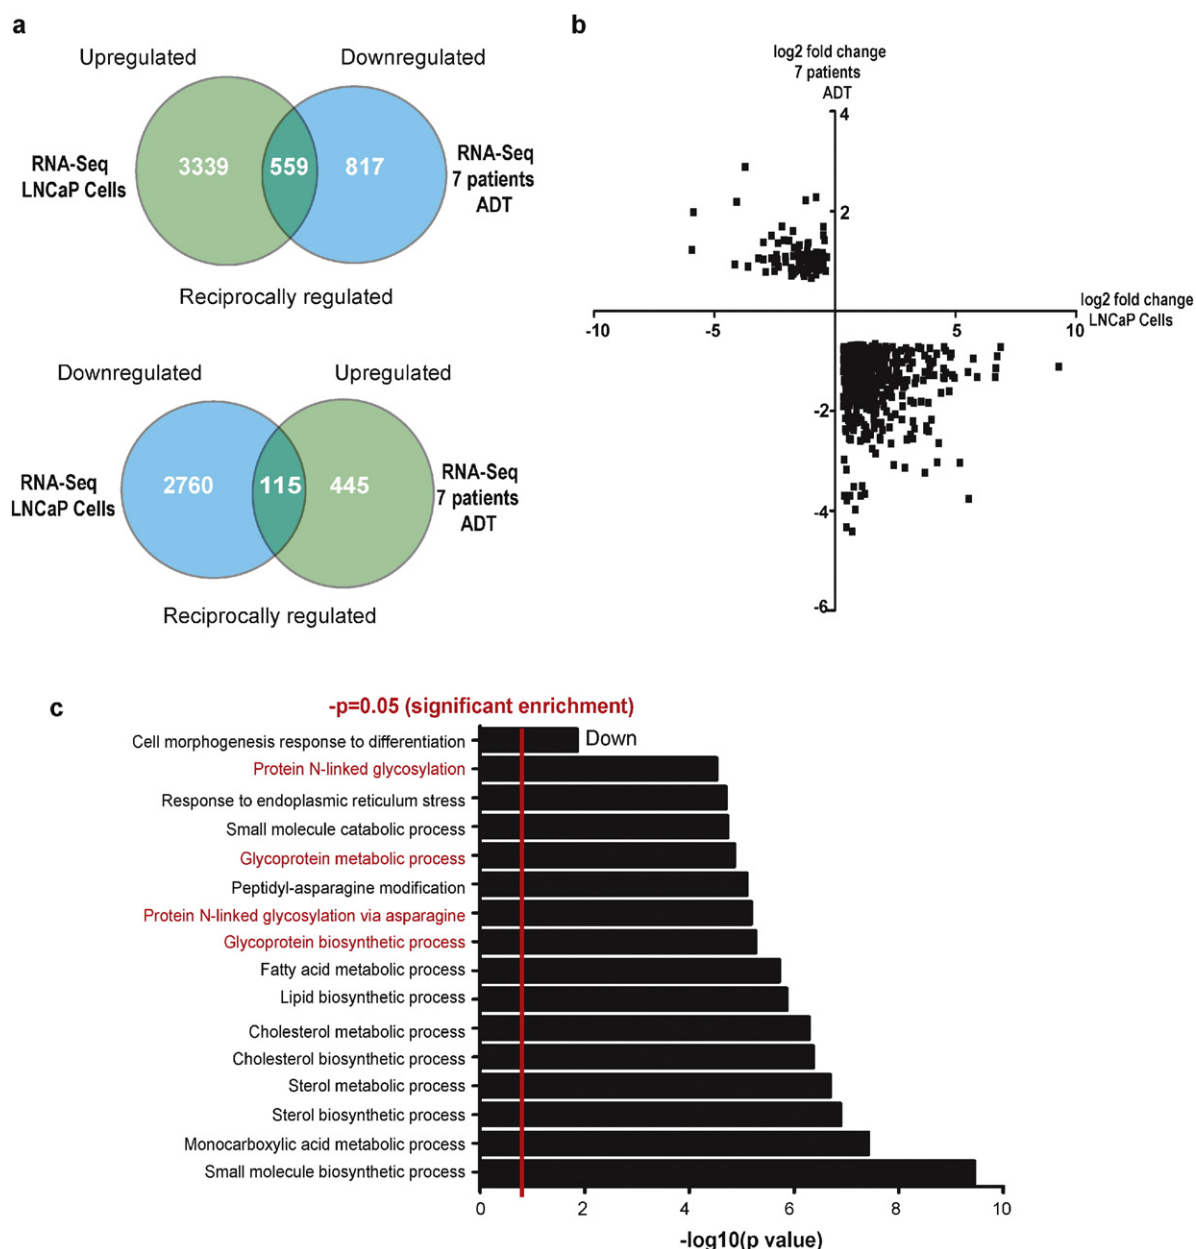 a
Upregulated
Downregulated
RNA-Seq
LNCaP Cells
3339
559
817
RNA-Seq
7 patients
ADT
Reciprocally regulated
Downregulated
Upregulated
RNA-Seq
LNCaP Cells
2760
115
445
RNA-Seq
7 patients
ADT
Reciprocally regulated
b
log2 fold change
7 patients
ADT
4
2
log2 fold change
LNCaP Cells
-10
-5
5
10
-2
-4
-6
c
-p=0.05 (significant enrichment)
Cell morphogenesis response to differentiation
Down
Protein N-linked glycosylation
Response to endoplasmic reticulum stress
Small molecule catabolic process
Glycoprotein metabolic process
Peptidyl-asparagine modification
Protein N-linked glycosylation via asparagine
Glycoprotein biosynthetic process
Fatty acid metabolic process
Lipid biosynthetic process
Cholesterol metabolic process
Cholesterol biosynthetic process
Sterol metabolic process
Sterol biosynthetic process
Monocarboxylic acid metabolic process
Small molecule biosynthetic process
0 2 4 6 8 10
-log10(p value)